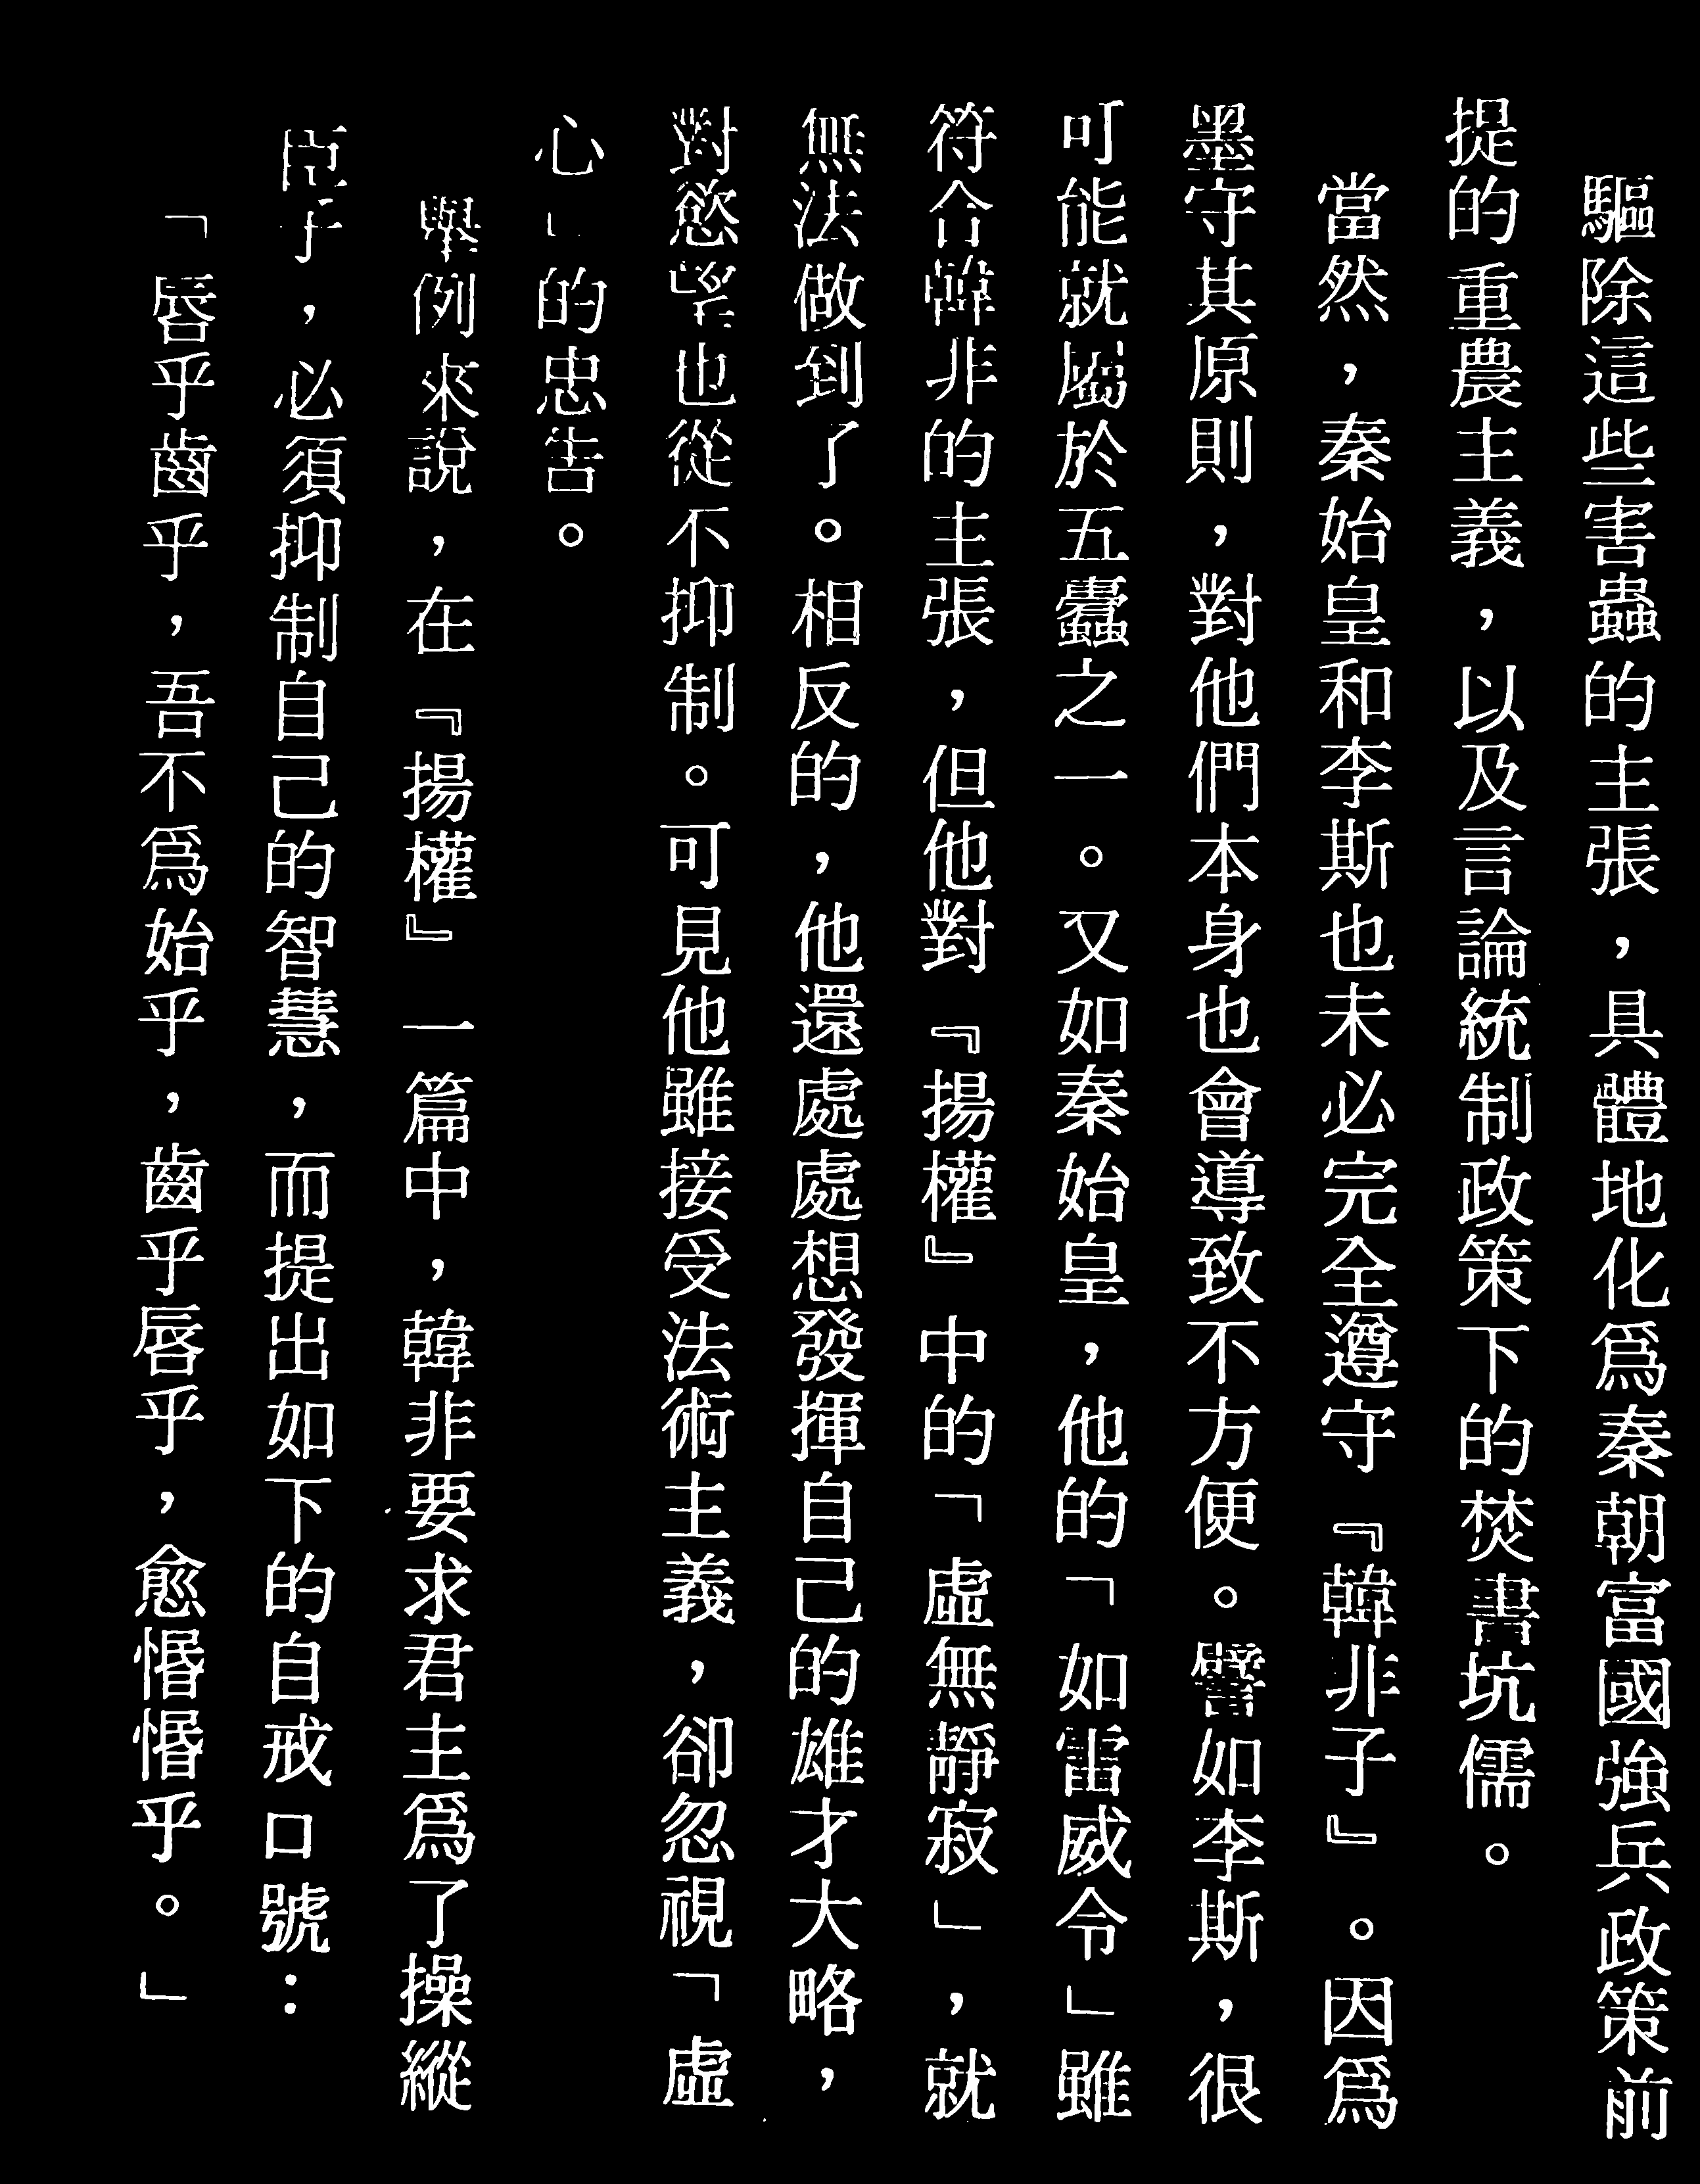 驅除這些害蟲的主張，具體地化爲秦朝富國強兵政策前
提的重農主義，以及言論統制政策下的焚書坑儒。
當然，秦始皇和李斯也未必完全遵守『韓非子』。因爲
墨守其原則，對他們本身也會導致不方便。譬如李斯，很
可能就屬於五蠹之一。又如秦始皇，他的「如雷威令」雖
符合韓非的主張，但他對『揚權』中的「虛無靜寂」，就
無法做到了。相反的，他還處處想發揮自己的雄才大略，
對慾望也從不抑制。可見他雖接受法術主義，卻忽視「虛
心」的忠告。
舉例來說，在『揚權』一篇中，韓非要求君主爲了操縱
臣子，必須抑制自己的智慧，而提出如下的自戒口號：
「唇乎齒乎，吾不爲始乎，齒乎唇乎，愈惛惛乎。」